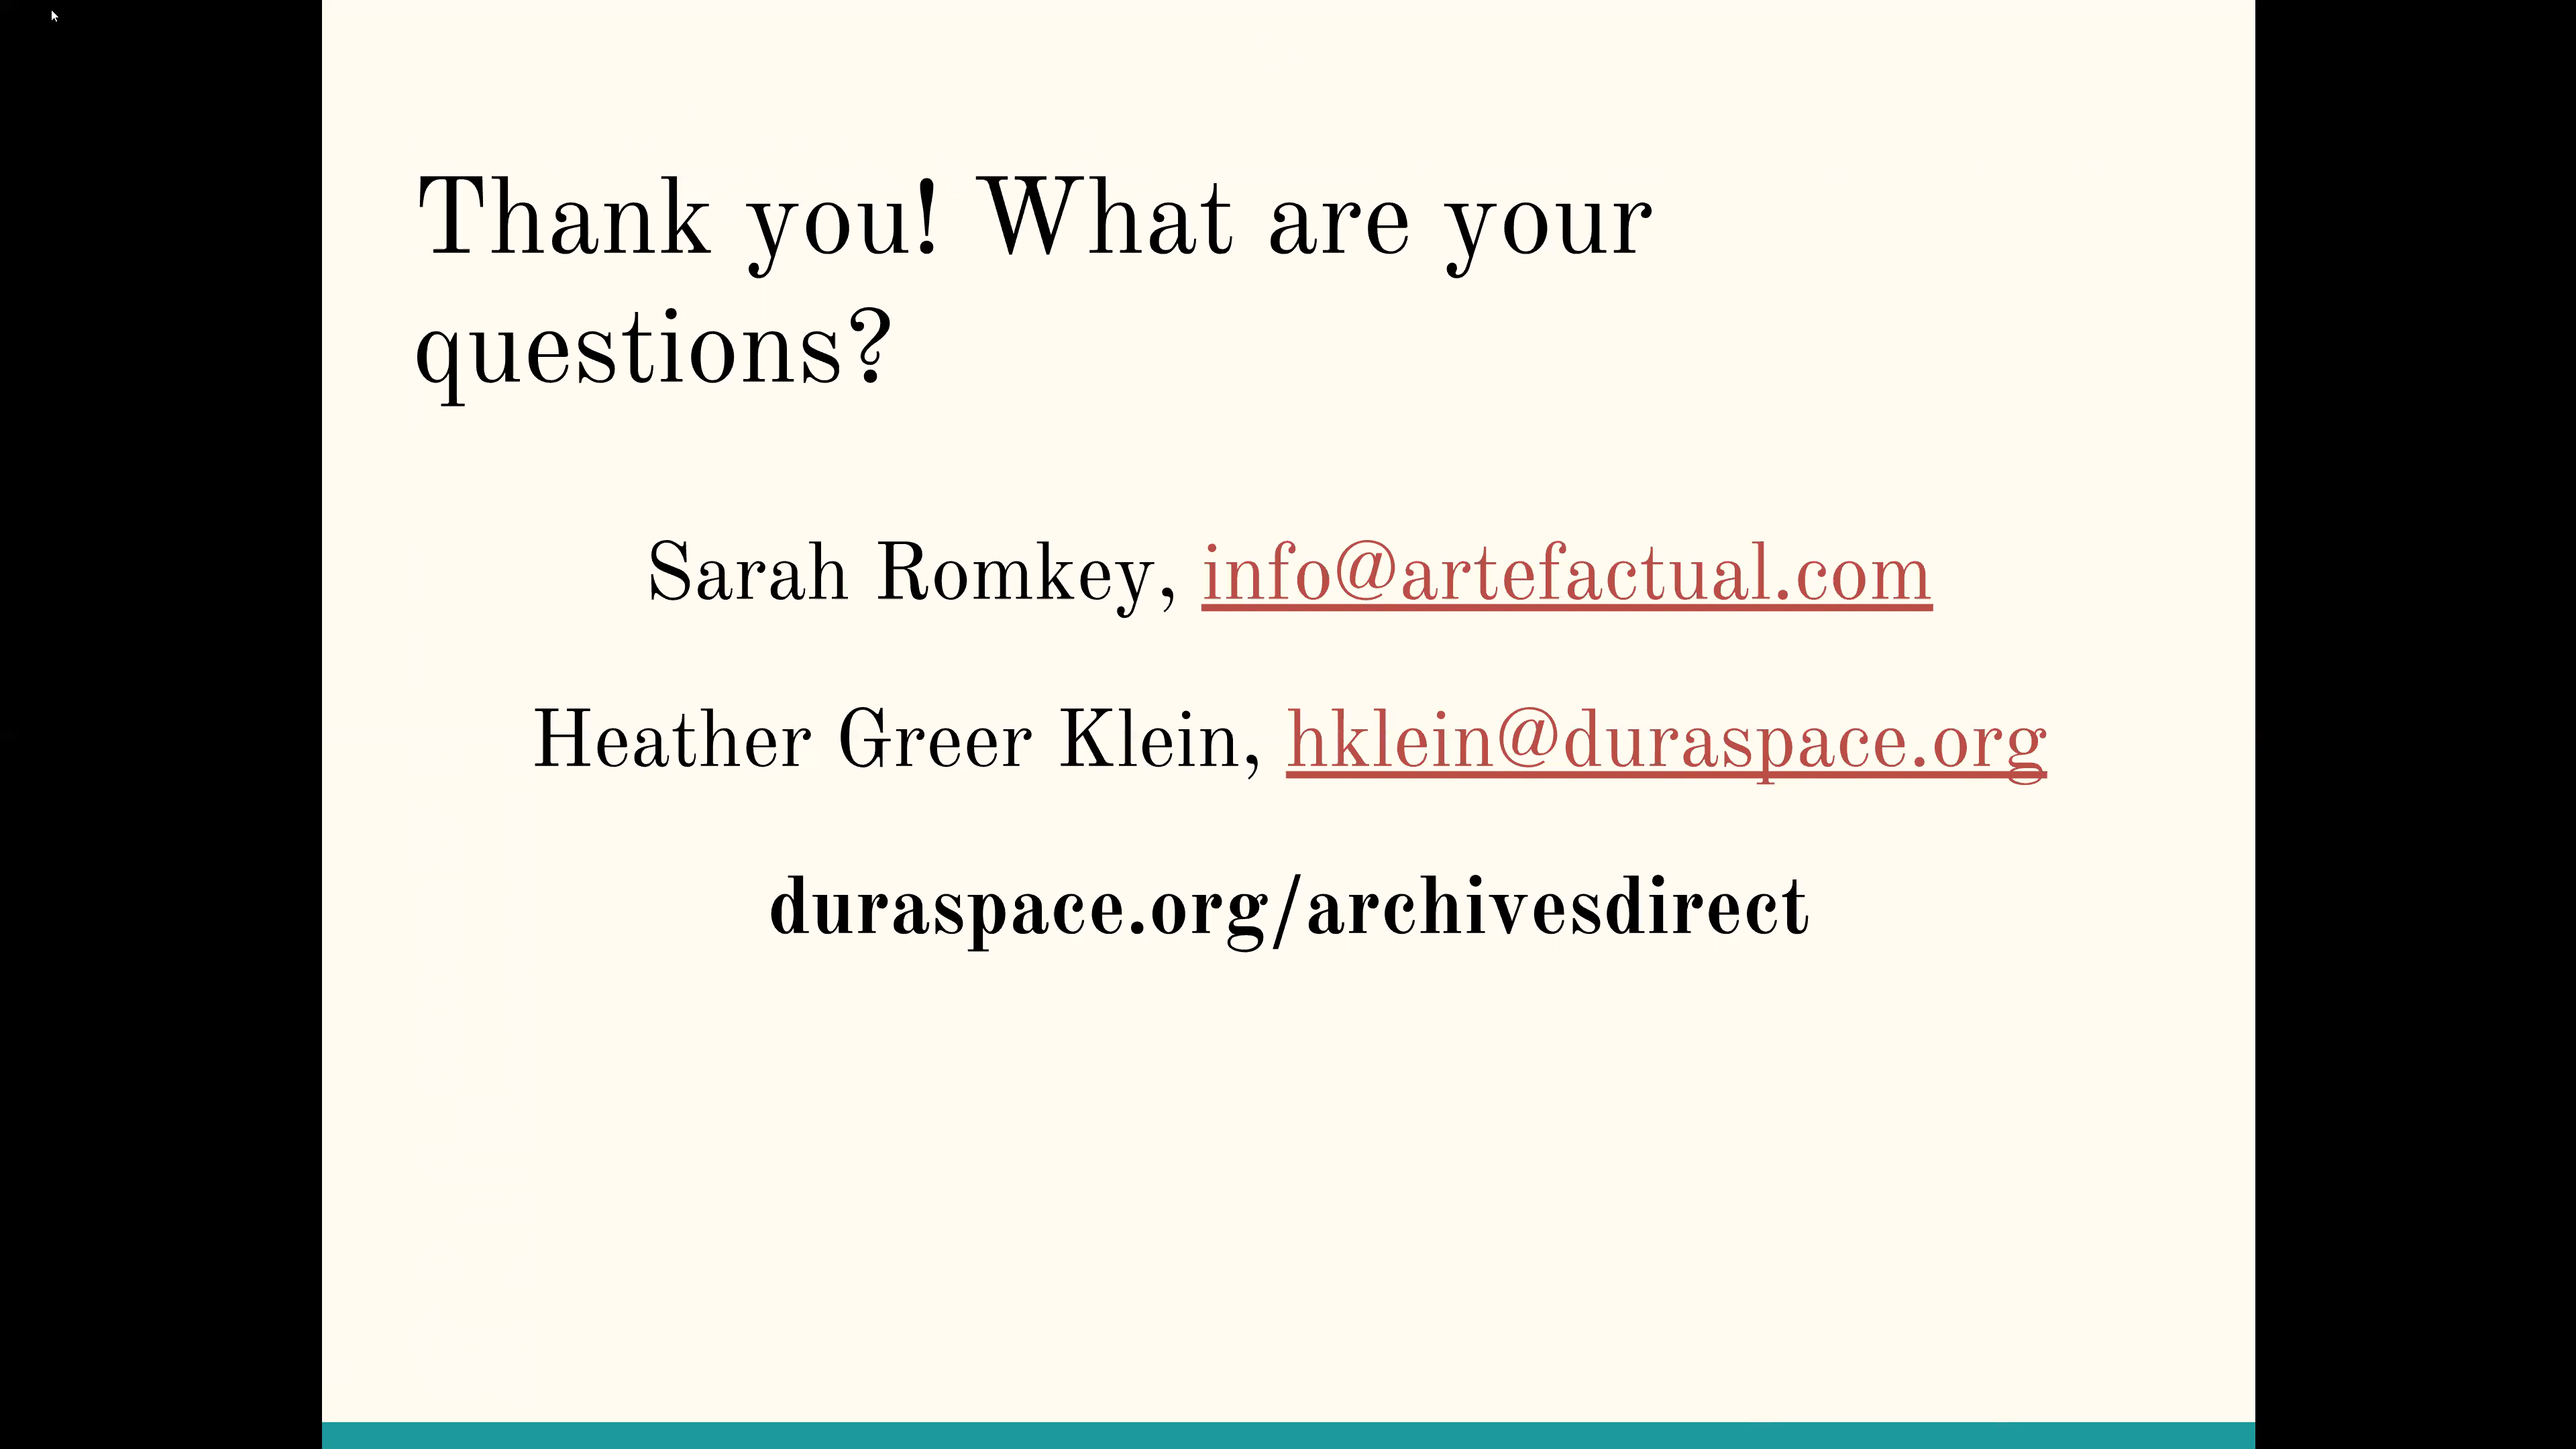 Thank you! What are your
questions?
Sarah Romkey, info@artefactual.com
Heather Greer Klein, hklein@duraspace.org
duraspace.org/archivesdirect